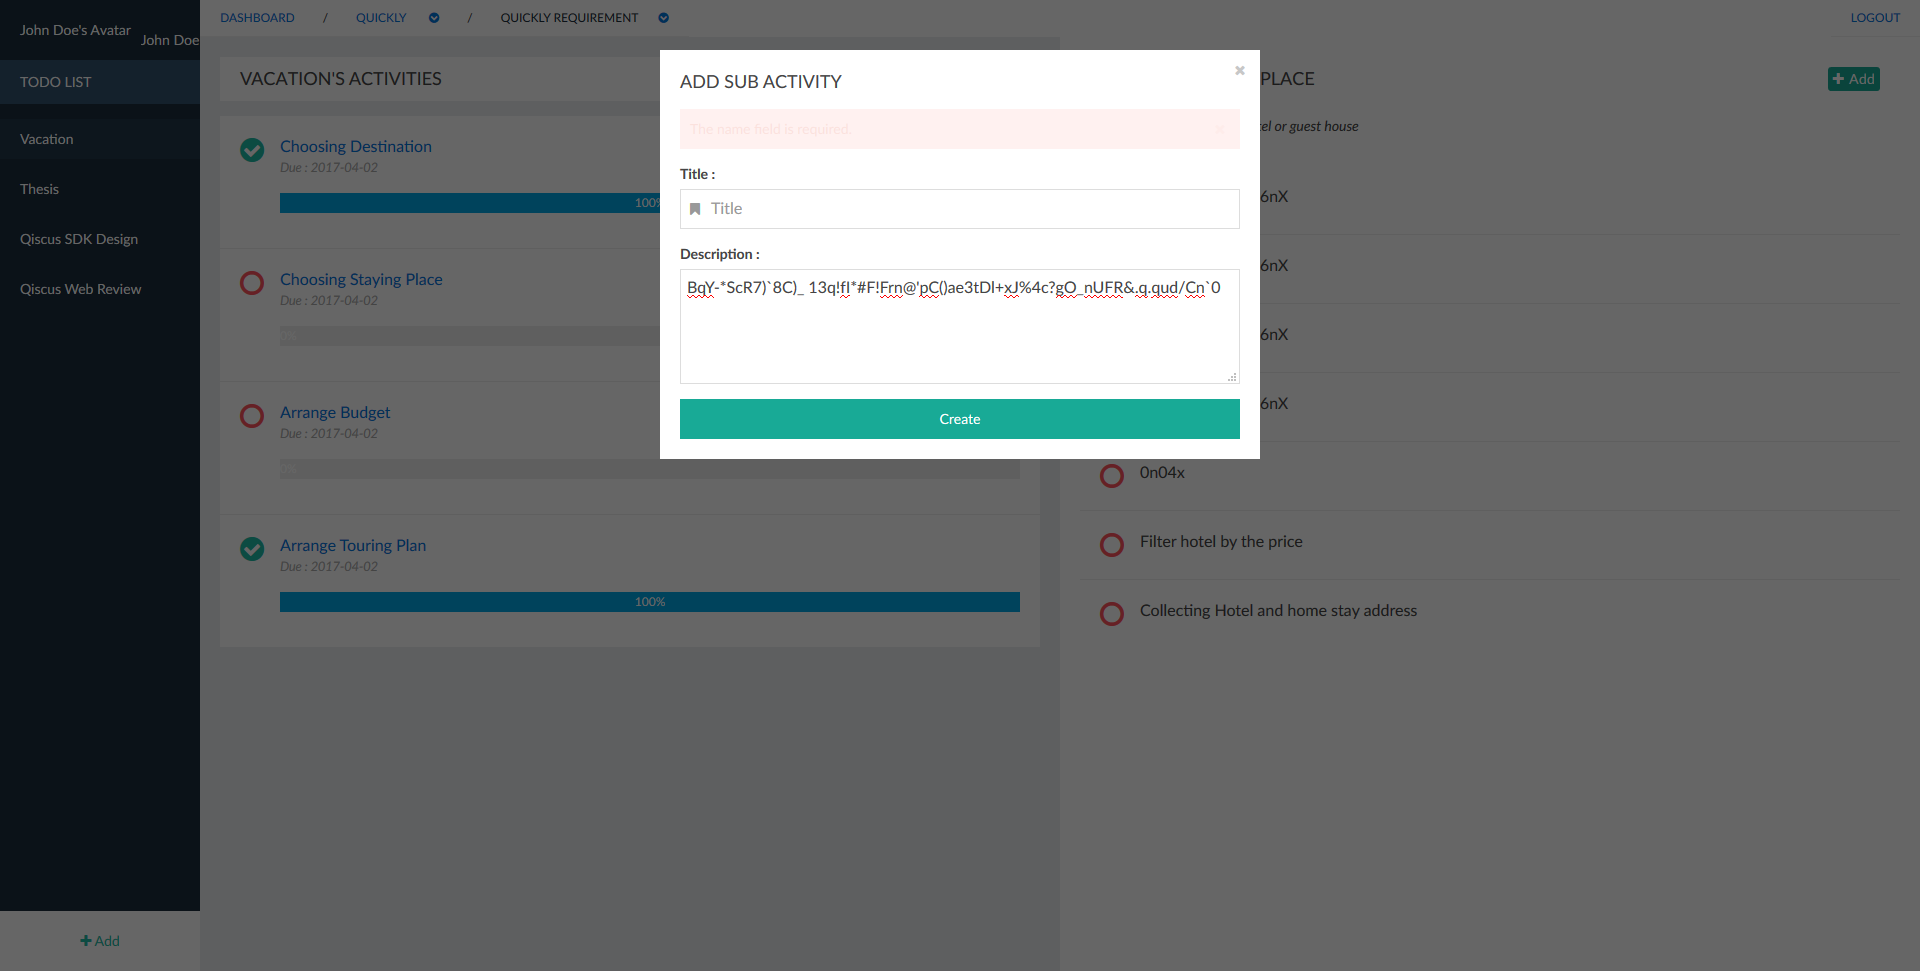 John Doe's Avatar
John Doe
TODO LIST
Vacation
Thesis
Qiscus SDK Design
Qiscus Web Review
+ Add
DASHBOARD / QUICKLY / QUICKLY REQUIREMENT
LOGOUT
VACATION'S ACTIVITIES
Choosing Destination
Due : 2017-04-02
100%
Choosing Staying Place
Due : 2017-04-02
0%
Arrange Budget
Due : 2017-04-02
0%
Arrange Touring Plan
Due : 2017-04-02
100%
ADD SUB ACTIVITY
The name field is required.
Title :
Title
Description :
BqY-*ScR7)`8C)_ 13q!fI*#F!Frn@'pC()ae3tDl+xJ%4c?gO_nUFR&.q.qud/Cn`0
Create
PLACE
+ Add
or guest house
6nX
6nX
6nX
6nX
0n04x
Filter hotel by the price
Collecting Hotel and home stay address